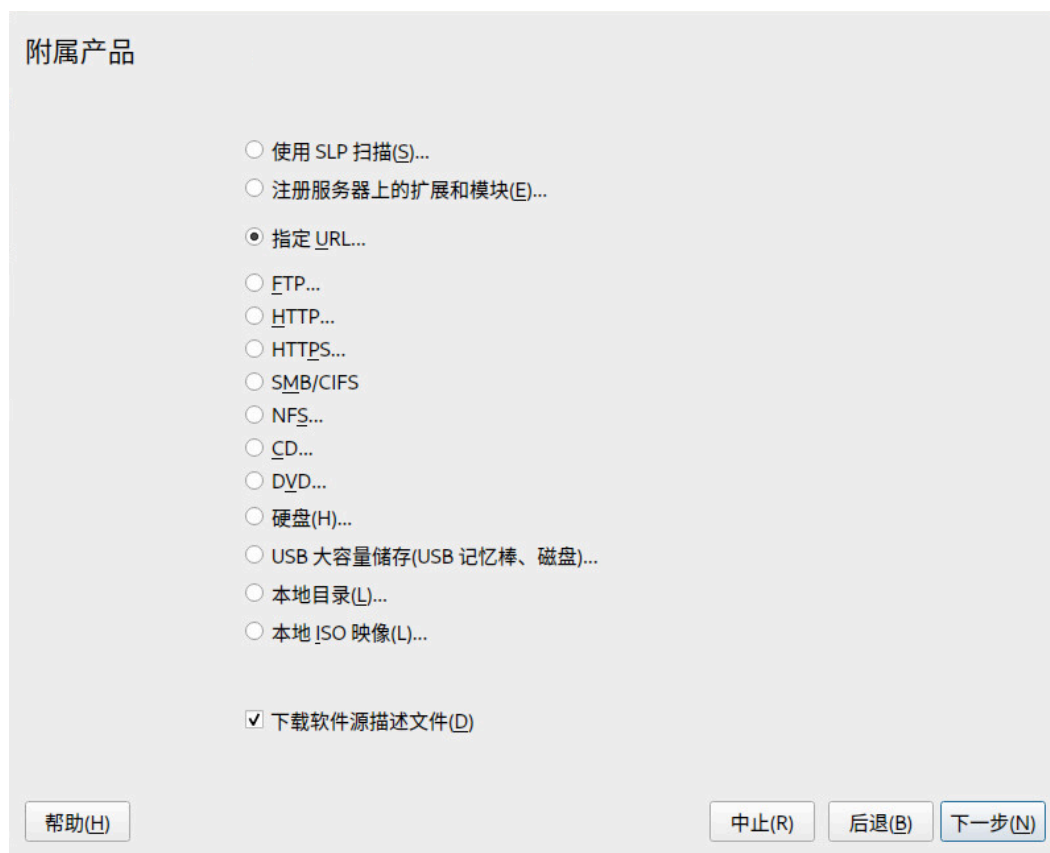 附属产品
使用 SLP 扫描(S)...
注册服务器上的扩展和模块(E)...
指定 URL...
FTP...
HTTP...
HTTPS...
SMB/CIFS
NFS...
CD...
DVD...
硬盘(H)...
USB 大容量储存(USB 记忆棒、磁盘)...
本地目录(L)...
本地 ISO 映像(L)...
下载软件源描述文件(D)
帮助(H) 中止(R) 后退(B) 下一步(N)